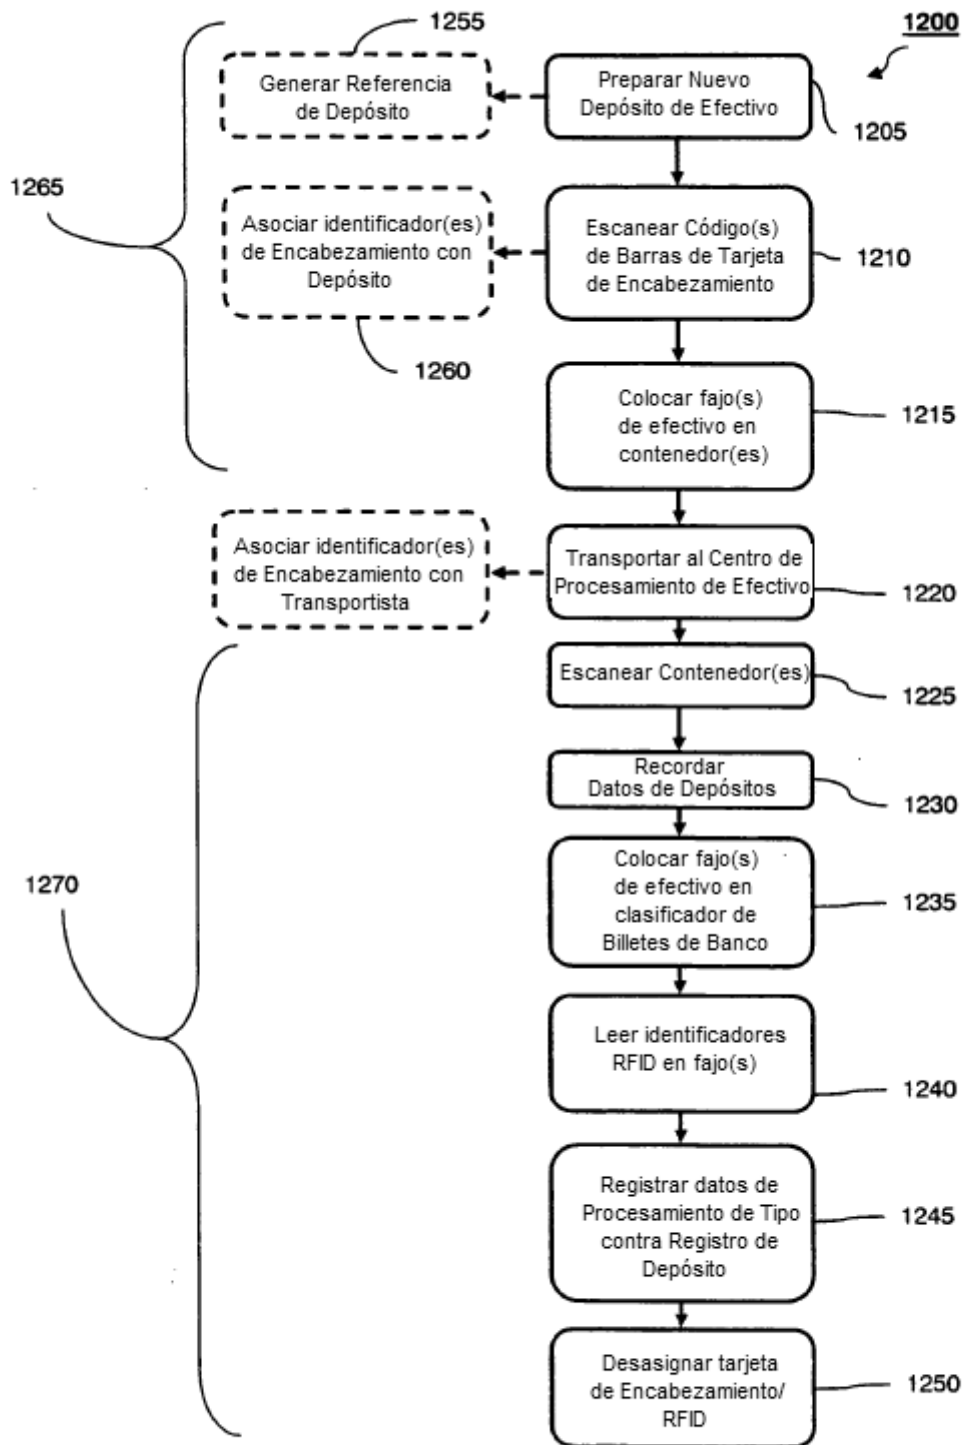 1200
1255
Generar Referencia
de Depósito
Preparar Nuevo
Depósito de Efectivo
1205
1265
Asociar identificador(es)
de Encabezamiento con
Depósito
Escanear Código(s)
de Barras de Tarjeta
de Encabezamiento
1210
1260
Colocar fajo(s)
de efectivo en
contenedor(es)
1215
Asociar identificador(es)
de Encabezamiento con
Transportista
Transportar al Centro de
Procesamiento de Efectivo
1220
Escanear Contenedor(es)
1225
Recordar
Datos de Depósitos
1230
1270
Colocar fajo(s)
de efectivo en
clasificador de
Billetes de Banco
1235
Leer identificadores
RFID en fajo(s)
1240
Registrar datos de
Procesamiento de Tipo
contra Registro de
Depósito
1245
Desasignar tarjeta
de Encabezamiento/
RFID
1250